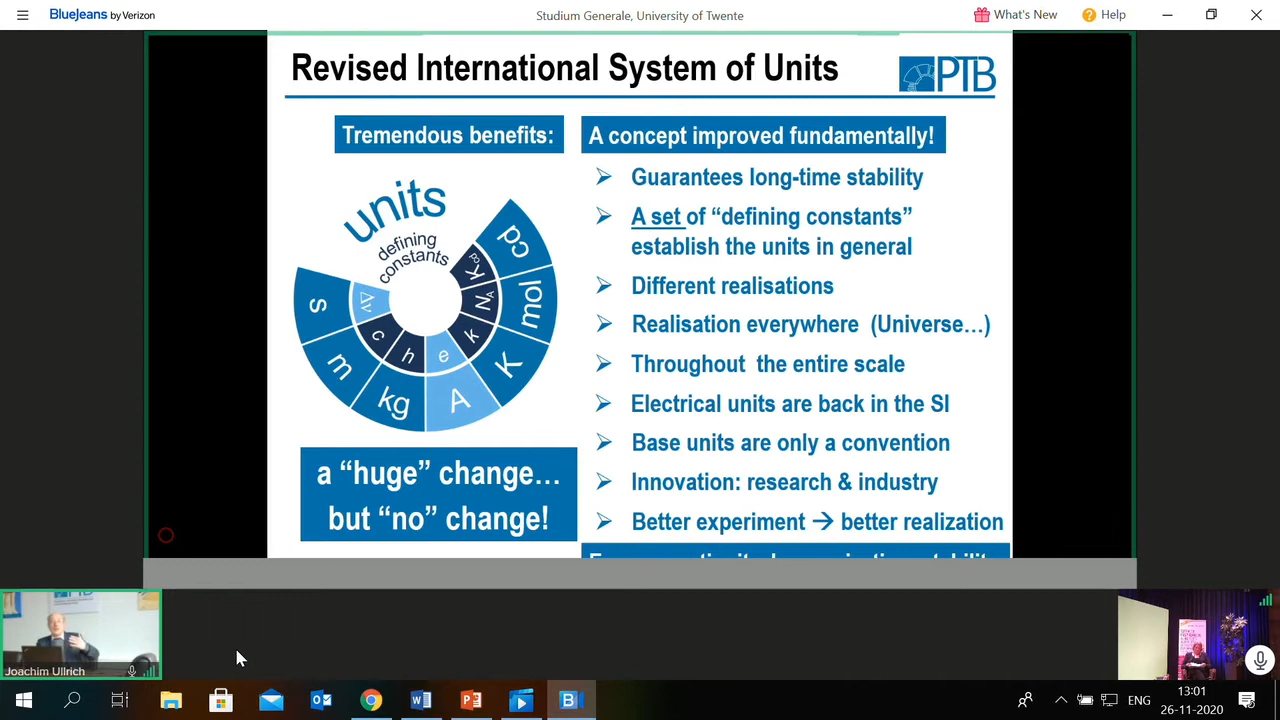 BlueJeans by Verizon
Studium Generale, University of Twente
What's New
Help
Revised International System of Units
PTB
Tremendous benefits:
A concept improved fundamentally!
units
defining
constants
s
m
kg
A
K
mol
cd
Δν
c
h
e
k
NA
Kcd
a “huge” change…
but “no” change!
Guarantees long-time stability
A set of “defining constants”
establish the units in general
Different realisations
Realisation everywhere (Universe…)
Throughout the entire scale
Electrical units are back in the SI
Base units are only a convention
Innovation: research & industry
Better experiment → better realization
Joachim Ullrich
ENG
13:01
26-11-2020